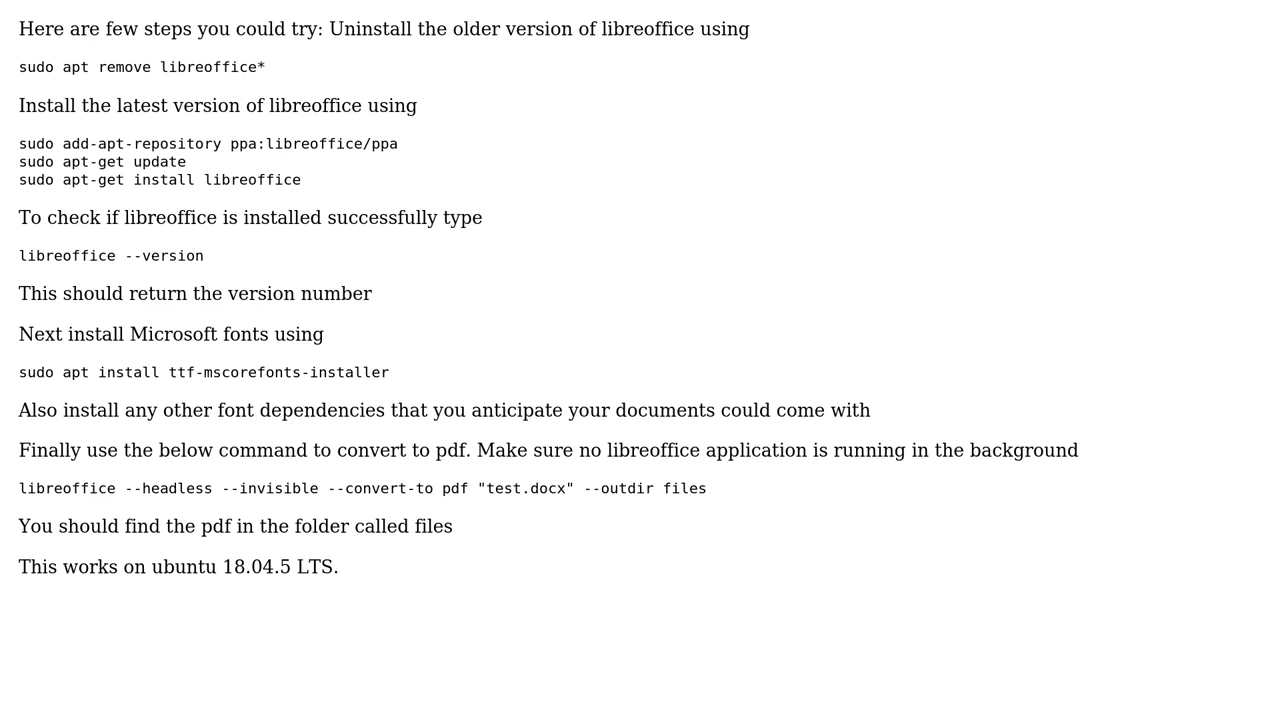 Here are few steps you could try: Uninstall the older version of libreoffice using
sudo apt remove libreoffice*
Install the latest version of libreoffice using
sudo add-apt-repository ppa:libreoffice/ppa
sudo apt-get update
sudo apt-get install libreoffice
To check if libreoffice is installed successfully type
libreoffice --version
This should return the version number
Next install Microsoft fonts using
sudo apt install ttf-mscorefonts-installer
Also install any other font dependencies that you anticipate your documents could come with
Finally use the below command to convert to pdf. Make sure no libreoffice application is running in the background
libreoffice --headless --invisible --convert-to pdf "test.docx" --outdir files
You should find the pdf in the folder called files
This works on ubuntu 18.04.5 LTS.